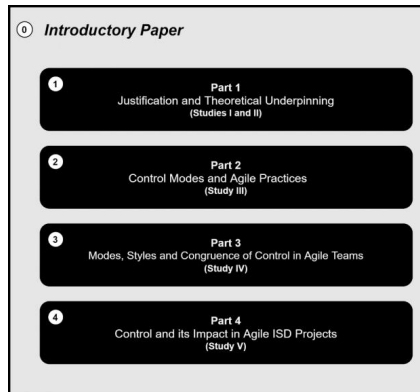 0 Introductory Paper
1 Part 1
Justification and Theoretical Underpinning
(Studies I and II)
2 Part 2
Control Modes and Agile Practices
(Study III)
3 Part 3
Modes, Styles and Congruence of Control in Agile Teams
(Study IV)
4 Part 4
Control and its Impact in Agile ISD Projects
(Study V)